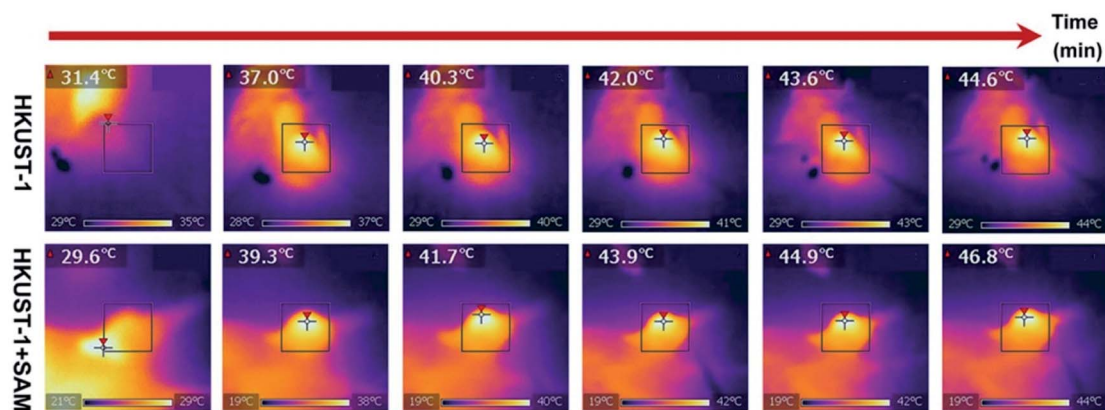 Time
(min)
HKUST-1
31.4°C
37.0°C
40.3°C
42.0°C
43.6°C
44.6°C
29°C 35°C
28°C 37°C
29°C 40°C
29°C 41°C
29°C 43°C
29°C 44°C
HKUST-1+SAM
29.6°C
39.3°C
41.7°C
43.9°C
44.9°C
46.8°C
21°C 29°C
19°C 38°C
19°C 40°C
19°C 42°C
19°C 42°C
19°C 44°C